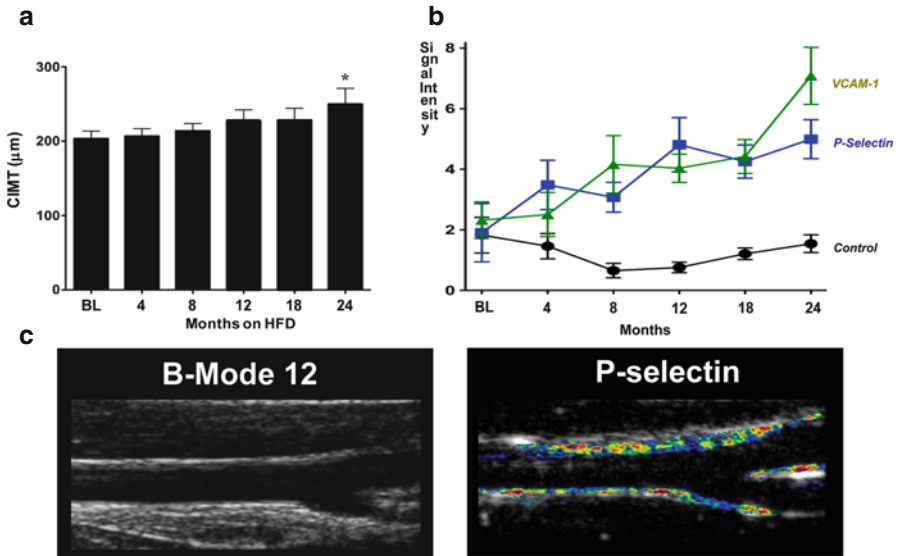 a
300
200
100
0
CIMT (µm)
*
BL 4 8 12 18 24
Months on HFD
b
Si
gn
al
Int
en
sit
y
8
6
4
2
0
VCAM-1
P-Selectin
Control
BL 4 8 12 18 24
Months
c
B-Mode 12
P-selectin